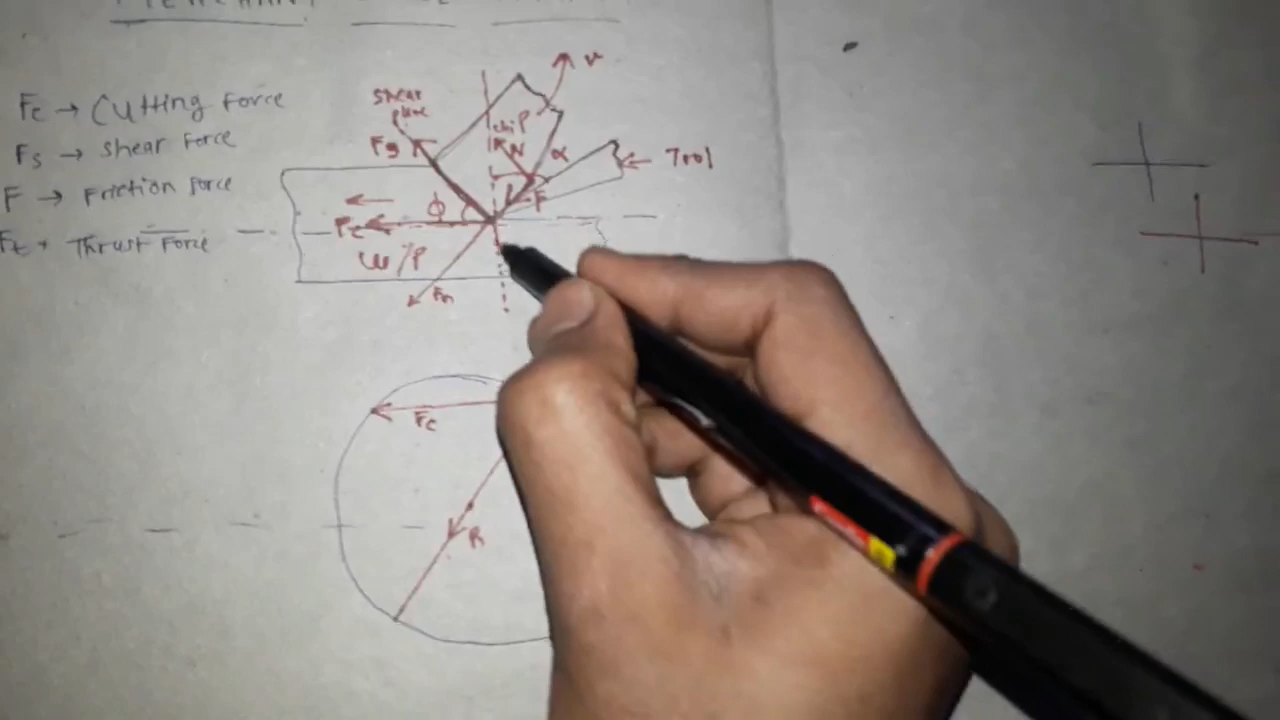 Fc → Cutting Force
Fs → shear Force
F → Friction Force
Ft → Thrust Force
shear
plane
Fs
chip
v
N
α
Tool
F
ϕ
Fc
W/P
Fn
Fc
R